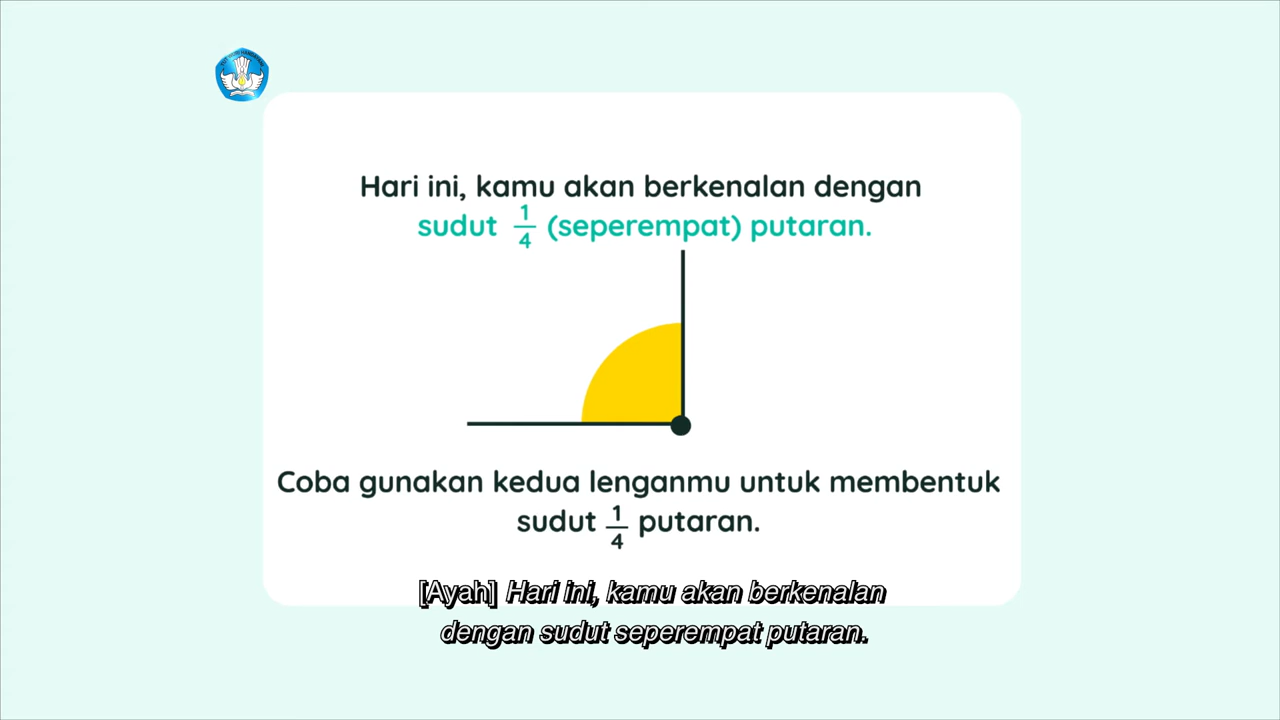 Hari ini, kamu akan berkenalan dengan
sudut 1/4 (seperempat) putaran.
Coba gunakan kedua lenganmu untuk membentuk
sudut 1/4 putaran.
[Ayah] Hari ini, kamu akan berkenalan
dengan sudut seperempat putaran.